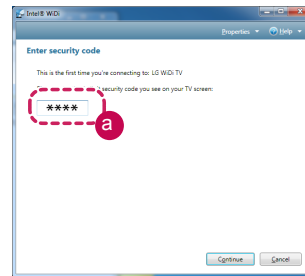 Intel® WiDi
Properties Help
Enter security code
This is the first time you're connecting to: LG WiDi TV
security code you see on your TV screen:
****
a
Continue Cancel